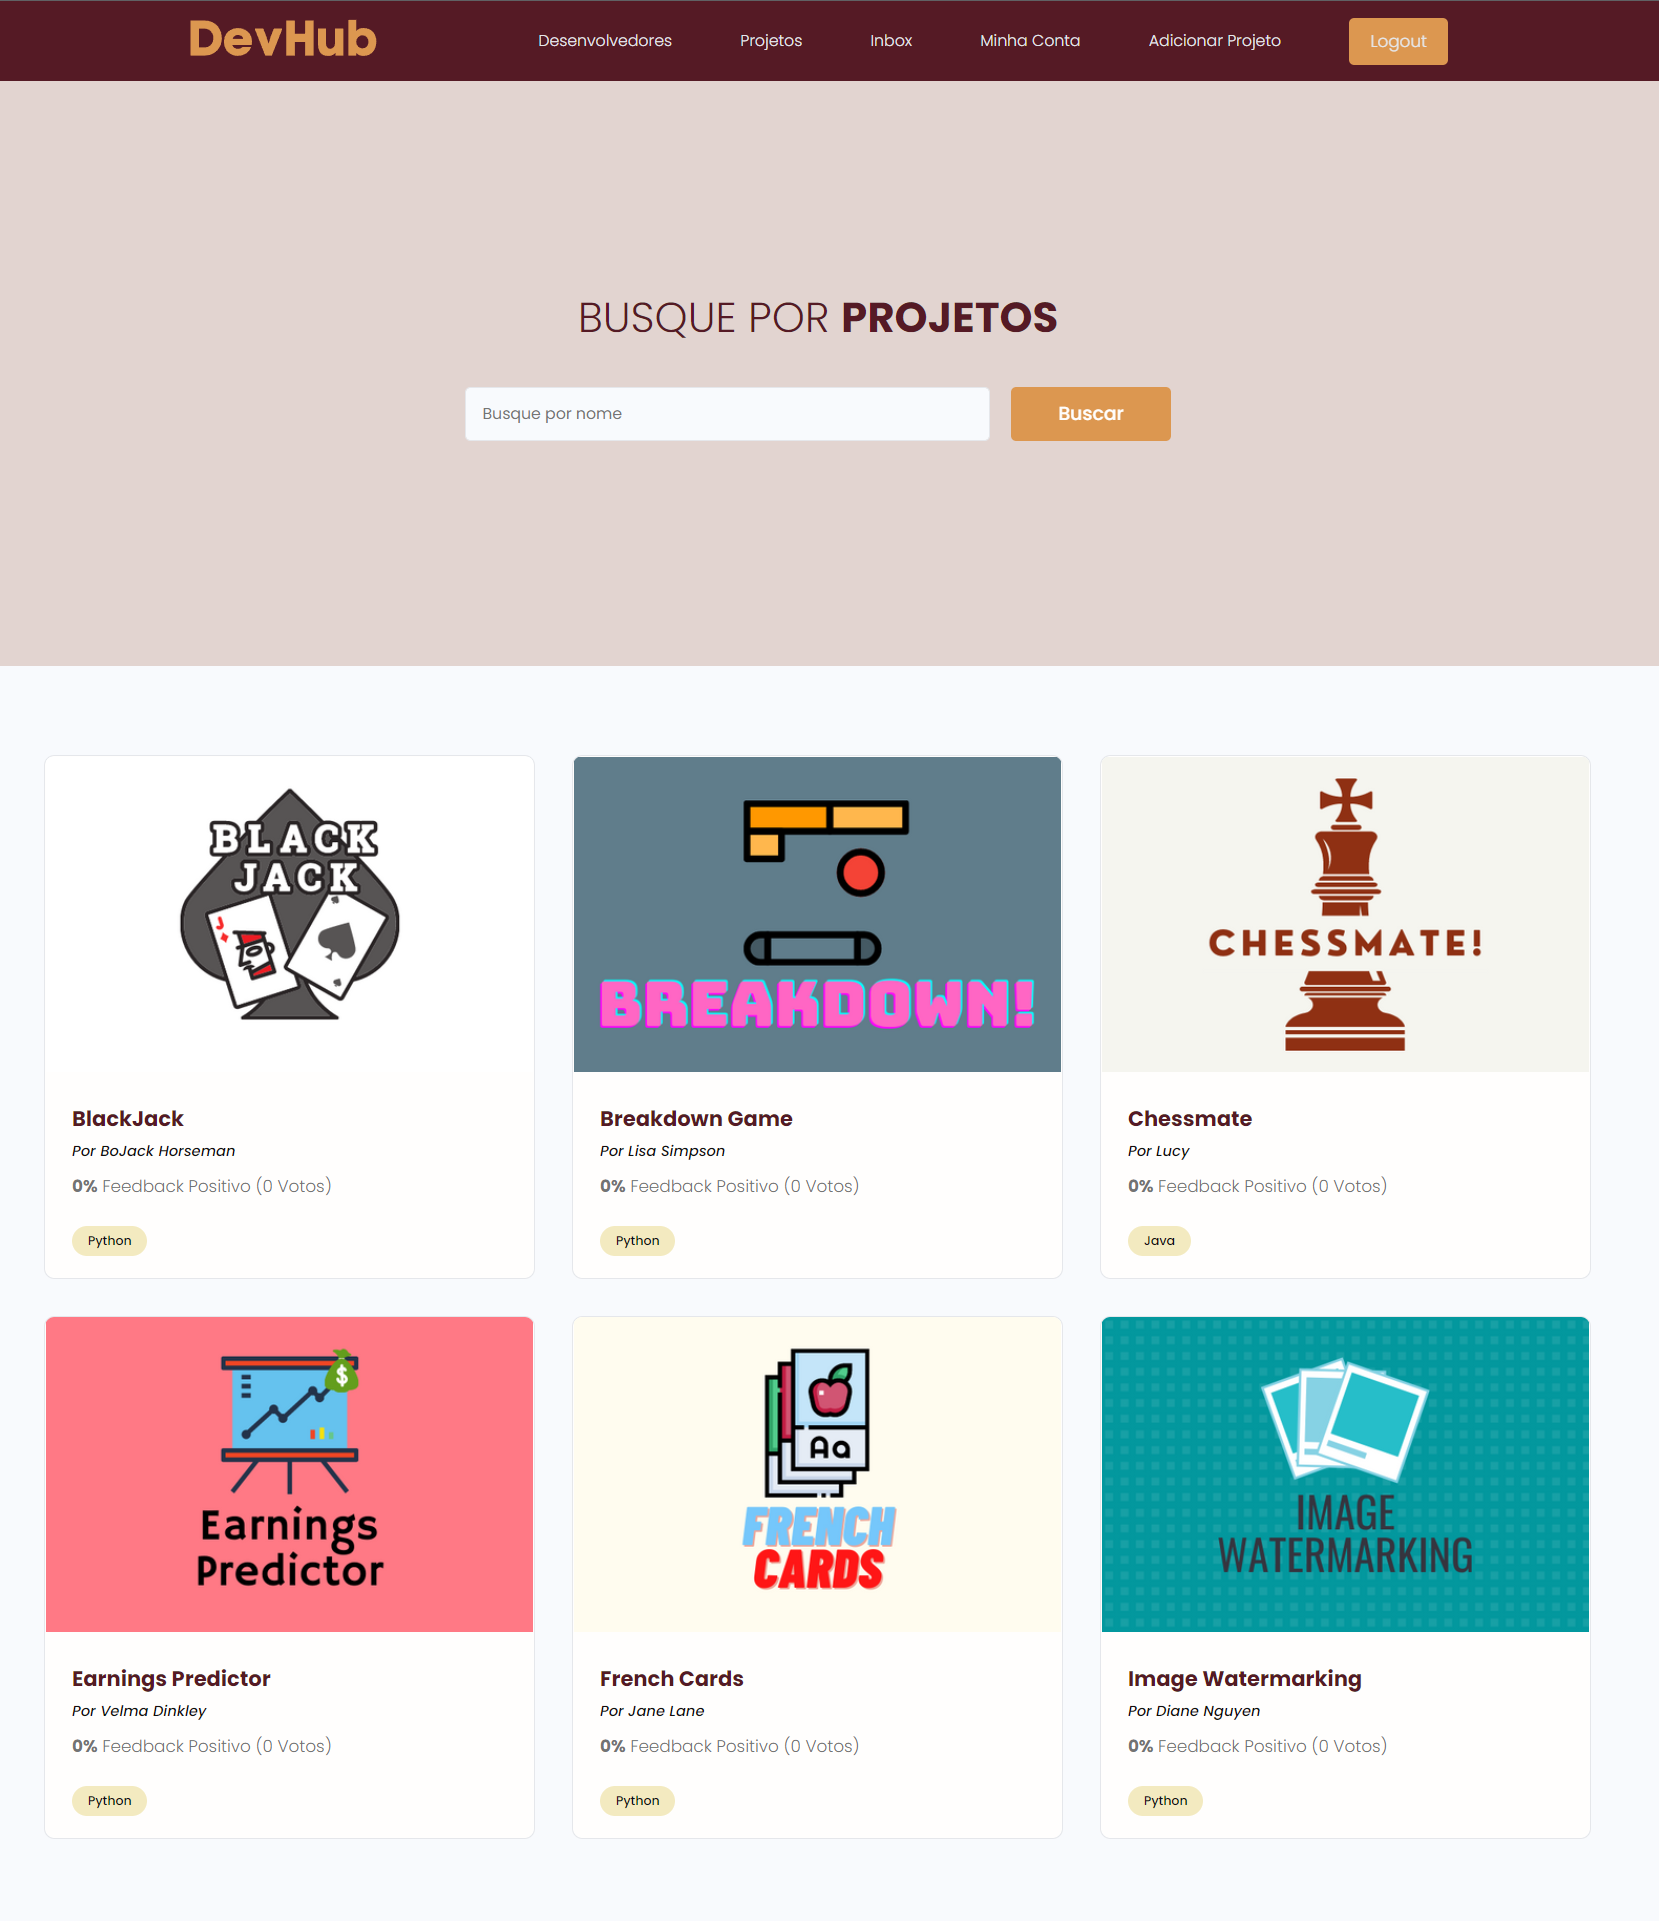 DevHub
Desenvolvedores
Projetos
Inbox
Minha Conta
Adicionar Projeto
Logout
BUSQUE POR PROJETOS
Busque por nome
Buscar
BLACK
JACK
J
BlackJack
Por BoJack Horseman
0% Feedback Positivo (0 Votos)
Python
BREAKDOWN!
Breakdown Game
Por Lisa Simpson
0% Feedback Positivo (0 Votos)
Python
CHESSMATE!
Chessmate
Por Lucy
0% Feedback Positivo (0 Votos)
Java
$
Earnings
Predictor
Earnings Predictor
Por Velma Dinkley
0% Feedback Positivo (0 Votos)
Python
Aa
FRENCH
CARDS
French Cards
Por Jane Lane
0% Feedback Positivo (0 Votos)
Python
IMAGE
WATERMARKING
Image Watermarking
Por Diane Nguyen
0% Feedback Positivo (0 Votos)
Python